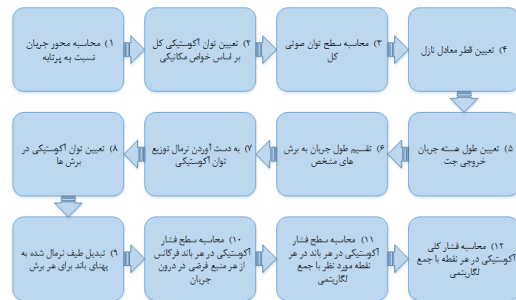 ۱) محاسبه محور جریان
نسبت به پرتابه
۲) تعیین توان آکوستیکی کل
بر اساس خواص مکانیکی
۳) محاسبه سطح توان صوتی
کل
۴) تعیین قطر معادل نازل
۵) تعیین طول هسته جریان
خروجی جت
۶) تقسیم طول جریان به برش
های مشخص
۷) به دست آوردن نرمال توزیع
توان آکوستیکی
۸) تعیین توان آکوستیکی در
برش ها
۹) تبدیل طیف نرمال شده به
پهنای باند برای هر برش
۱۰) محاسبه سطح فشار
آکوستیکی در هر باند فرکانس
از هر منبع فرضی در درون
جریان
۱۱) محاسبه سطح فشار
آکوستیکی در هر باند در هر
نقطه مورد نظر با جمع
لگاریتمی
۱۲) محاسبه فشار کلی
آکوستیکی در هر نقطه با جمع
لگاریتمی